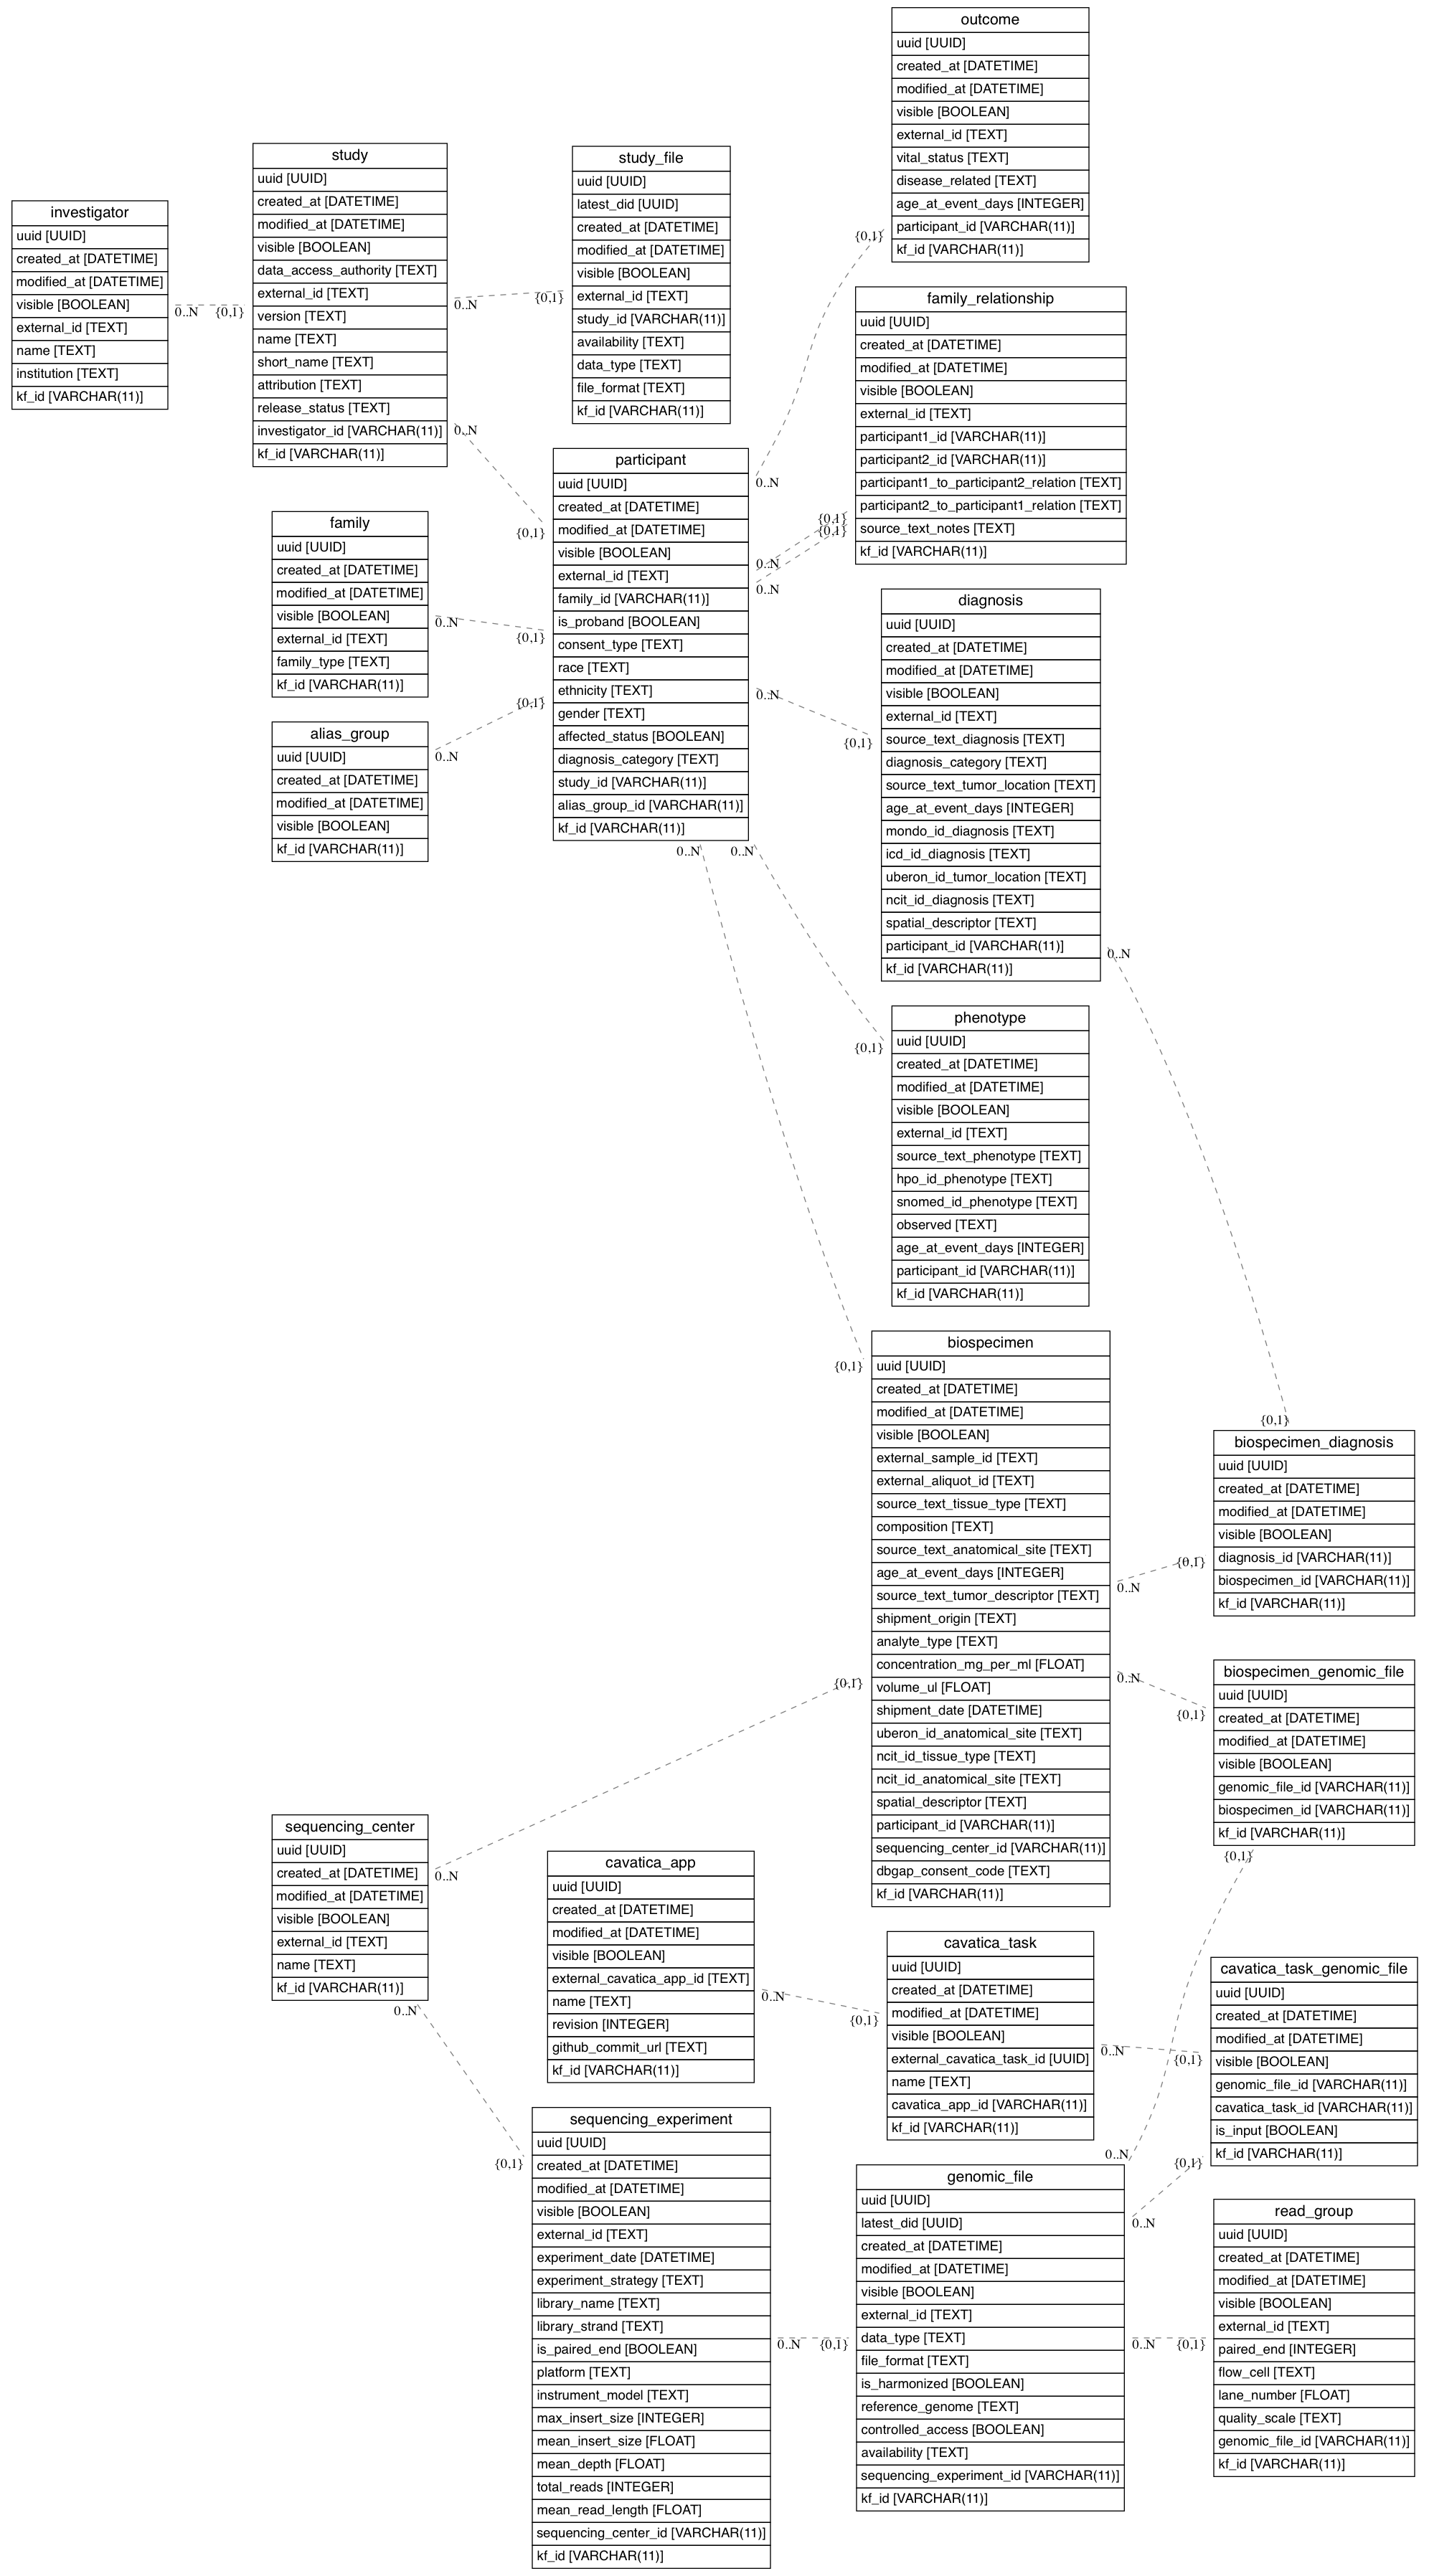 outcome
uuid [UUID]
created_at [DATETIME]
modified_at [DATETIME]
visible [BOOLEAN]
external_id [TEXT]
vital_status [TEXT]
disease_related [TEXT]
age_at_event_days [INTEGER]
participant_id [VARCHAR(11)]
kf_id [VARCHAR(11)]
study
uuid [UUID]
created_at [DATETIME]
modified_at [DATETIME]
visible [BOOLEAN]
data_access_authority [TEXT]
external_id [TEXT]
version [TEXT]
name [TEXT]
short_name [TEXT]
attribution [TEXT]
release_status [TEXT]
investigator_id [VARCHAR(11)]
kf_id [VARCHAR(11)]
study_file
uuid [UUID]
latest_did [UUID]
created_at [DATETIME]
modified_at [DATETIME]
visible [BOOLEAN]
external_id [TEXT]
study_id [VARCHAR(11)]
availability [TEXT]
data_type [TEXT]
file_format [TEXT]
kf_id [VARCHAR(11)]
investigator
uuid [UUID]
created_at [DATETIME]
modified_at [DATETIME]
visible [BOOLEAN]
external_id [TEXT]
name [TEXT]
institution [TEXT]
kf_id [VARCHAR(11)]
0..N
{0,1}
0..N
{0,1}
{0,1}
0..N
0..N
{0,1}
family_relationship
uuid [UUID]
created_at [DATETIME]
modified_at [DATETIME]
visible [BOOLEAN]
external_id [TEXT]
participant1_id [VARCHAR(11)]
participant2_id [VARCHAR(11)]
participant1_to_participant2_relation [TEXT]
participant2_to_participant1_relation [TEXT]
source_text_notes [TEXT]
kf_id [VARCHAR(11)]
participant
uuid [UUID]
created_at [DATETIME]
modified_at [DATETIME]
visible [BOOLEAN]
external_id [TEXT]
family_id [VARCHAR(11)]
is_proband [BOOLEAN]
consent_type [TEXT]
race [TEXT]
ethnicity [TEXT]
gender [TEXT]
affected_status [BOOLEAN]
diagnosis_category [TEXT]
study_id [VARCHAR(11)]
alias_group_id [VARCHAR(11)]
kf_id [VARCHAR(11)]
{0,1}
{0,1}
0..N
0..N
family
uuid [UUID]
created_at [DATETIME]
modified_at [DATETIME]
visible [BOOLEAN]
external_id [TEXT]
family_type [TEXT]
kf_id [VARCHAR(11)]
0..N
{0,1}
alias_group
uuid [UUID]
created_at [DATETIME]
modified_at [DATETIME]
visible [BOOLEAN]
kf_id [VARCHAR(11)]
{0,1}
0..N
diagnosis
uuid [UUID]
created_at [DATETIME]
modified_at [DATETIME]
visible [BOOLEAN]
external_id [TEXT]
source_text_diagnosis [TEXT]
diagnosis_category [TEXT]
source_text_tumor_location [TEXT]
age_at_event_days [INTEGER]
mondo_id_diagnosis [TEXT]
icd_id_diagnosis [TEXT]
uberon_id_tumor_location [TEXT]
ncit_id_diagnosis [TEXT]
spatial_descriptor [TEXT]
participant_id [VARCHAR(11)]
kf_id [VARCHAR(11)]
0..N
{0,1}
0..N
0..N
0..N
phenotype
uuid [UUID]
created_at [DATETIME]
modified_at [DATETIME]
visible [BOOLEAN]
external_id [TEXT]
source_text_phenotype [TEXT]
hpo_id_phenotype [TEXT]
snomed_id_phenotype [TEXT]
observed [TEXT]
age_at_event_days [INTEGER]
participant_id [VARCHAR(11)]
kf_id [VARCHAR(11)]
{0,1}
biospecimen
uuid [UUID]
created_at [DATETIME]
modified_at [DATETIME]
visible [BOOLEAN]
external_sample_id [TEXT]
external_aliquot_id [TEXT]
source_text_tissue_type [TEXT]
composition [TEXT]
source_text_anatomical_site [TEXT]
age_at_event_days [INTEGER]
source_text_tumor_descriptor [TEXT]
shipment_origin [TEXT]
analyte_type [TEXT]
concentration_mg_per_ml [FLOAT]
volume_ul [FLOAT]
shipment_date [DATETIME]
uberon_id_anatomical_site [TEXT]
ncit_id_tissue_type [TEXT]
ncit_id_anatomical_site [TEXT]
spatial_descriptor [TEXT]
participant_id [VARCHAR(11)]
sequencing_center_id [VARCHAR(11)]
dbgap_consent_code [TEXT]
kf_id [VARCHAR(11)]
{0,1}
{0,1}
biospecimen_diagnosis
uuid [UUID]
created_at [DATETIME]
modified_at [DATETIME]
visible [BOOLEAN]
diagnosis_id [VARCHAR(11)]
biospecimen_id [VARCHAR(11)]
kf_id [VARCHAR(11)]
{0,1}
0..N
biospecimen_genomic_file
uuid [UUID]
created_at [DATETIME]
modified_at [DATETIME]
visible [BOOLEAN]
genomic_file_id [VARCHAR(11)]
biospecimen_id [VARCHAR(11)]
kf_id [VARCHAR(11)]
0..N
{0,1}
{0,1}
{0,1}
sequencing_center
uuid [UUID]
created_at [DATETIME]
modified_at [DATETIME]
visible [BOOLEAN]
external_id [TEXT]
name [TEXT]
kf_id [VARCHAR(11)]
0..N
0..N
cavatica_app
uuid [UUID]
created_at [DATETIME]
modified_at [DATETIME]
visible [BOOLEAN]
external_cavatica_app_id [TEXT]
name [TEXT]
revision [INTEGER]
github_commit_url [TEXT]
kf_id [VARCHAR(11)]
0..N
{0,1}
cavatica_task
uuid [UUID]
created_at [DATETIME]
modified_at [DATETIME]
visible [BOOLEAN]
external_cavatica_task_id [UUID]
name [TEXT]
cavatica_app_id [VARCHAR(11)]
kf_id [VARCHAR(11)]
0..N
{0,1}
cavatica_task_genomic_file
uuid [UUID]
created_at [DATETIME]
modified_at [DATETIME]
visible [BOOLEAN]
genomic_file_id [VARCHAR(11)]
cavatica_task_id [VARCHAR(11)]
is_input [BOOLEAN]
kf_id [VARCHAR(11)]
sequencing_experiment
uuid [UUID]
created_at [DATETIME]
modified_at [DATETIME]
visible [BOOLEAN]
external_id [TEXT]
experiment_date [DATETIME]
experiment_strategy [TEXT]
library_name [TEXT]
library_strand [TEXT]
is_paired_end [BOOLEAN]
platform [TEXT]
instrument_model [TEXT]
max_insert_size [INTEGER]
mean_insert_size [FLOAT]
mean_depth [FLOAT]
total_reads [INTEGER]
mean_read_length [FLOAT]
sequencing_center_id [VARCHAR(11)]
kf_id [VARCHAR(11)]
{0,1}
0..N
{0,1}
0..N
genomic_file
uuid [UUID]
latest_did [UUID]
created_at [DATETIME]
modified_at [DATETIME]
visible [BOOLEAN]
external_id [TEXT]
data_type [TEXT]
file_format [TEXT]
is_harmonized [BOOLEAN]
reference_genome [TEXT]
controlled_access [BOOLEAN]
availability [TEXT]
sequencing_experiment_id [VARCHAR(11)]
kf_id [VARCHAR(11)]
0..N
{0,1}
0..N
{0,1}
read_group
uuid [UUID]
created_at [DATETIME]
modified_at [DATETIME]
visible [BOOLEAN]
external_id [TEXT]
paired_end [INTEGER]
flow_cell [TEXT]
lane_number [FLOAT]
quality_scale [TEXT]
genomic_file_id [VARCHAR(11)]
kf_id [VARCHAR(11)]